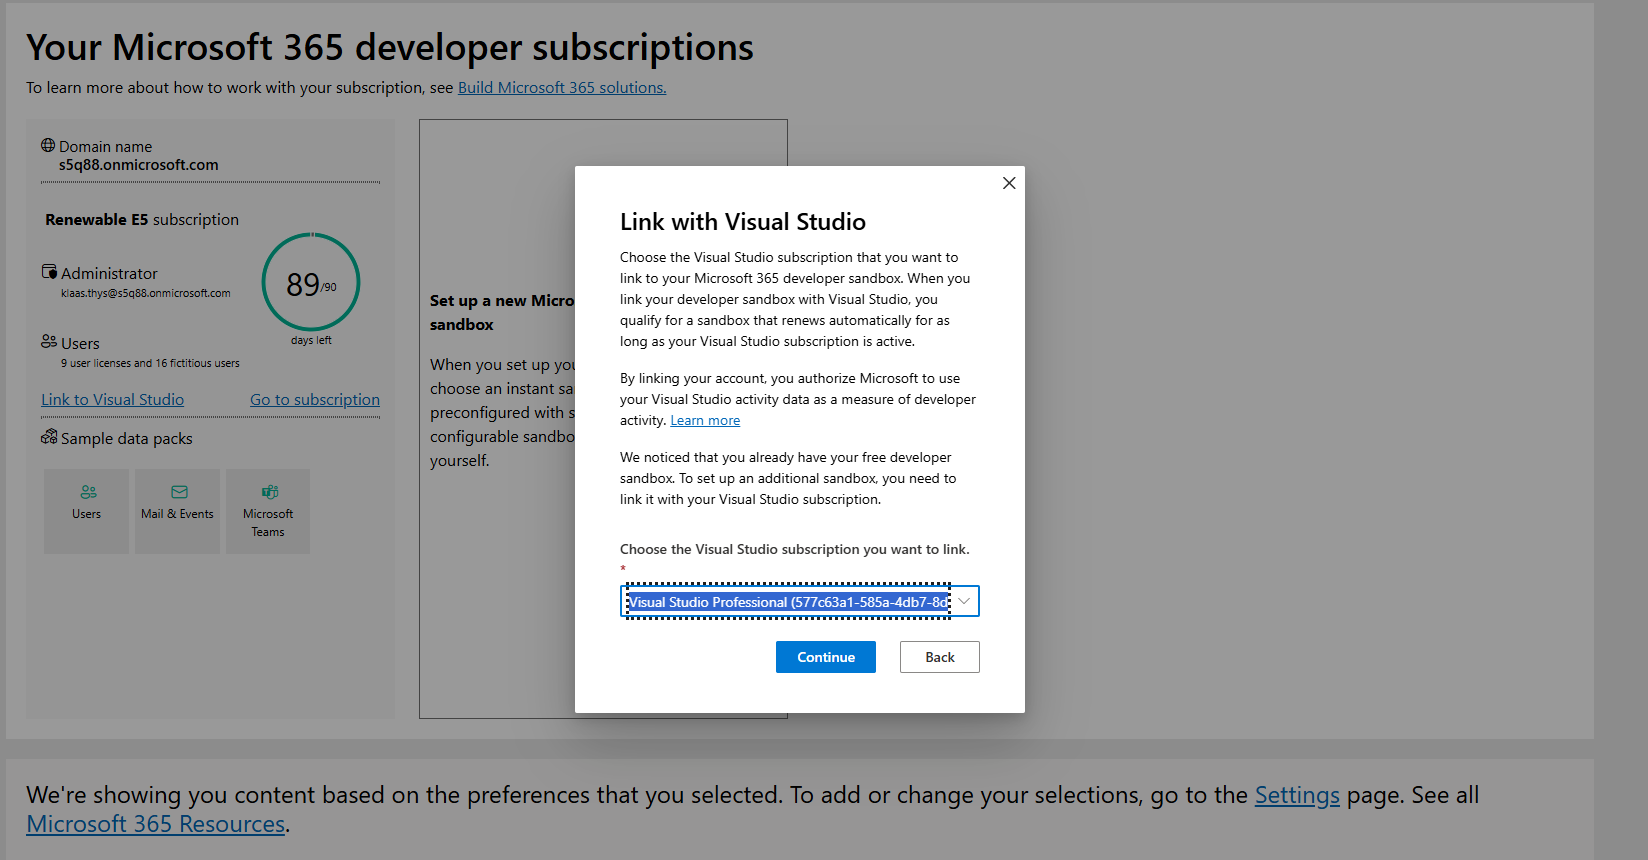 Your Microsoft 365 developer subscriptions
To learn more about how to work with your subscription, see Build Microsoft 365 solutions.
Domain name
s5q88.onmicrosoft.com
Renewable E5 subscription
89/90
days left
Administrator
klaas.thys@s5q88.onmicrosoft.com
Users
9 user licenses and 16 fictitious users
Link to Visual Studio
Go to subscription
Sample data packs
Users
Mail & Events
Microsoft
Teams
Set up a new Micro
sandbox
When you set up you
choose an instant sa
preconfigured with s
configurable sandbo
yourself.
Link with Visual Studio
Choose the Visual Studio subscription that you want to
link to your Microsoft 365 developer sandbox. When you
link your developer sandbox with Visual Studio, you
qualify for a sandbox that renews automatically for as
long as your Visual Studio subscription is active.
By linking your account, you authorize Microsoft to use
your Visual Studio activity data as a measure of developer
activity. Learn more
We noticed that you already have your free developer
sandbox. To set up an additional sandbox, you need to
link it with your Visual Studio subscription.
Choose the Visual Studio subscription you want to link.
*
Visual Studio Professional (577c63a1-585a-4db7-8d
Continue
Back
We're showing you content based on the preferences that you selected. To add or change your selections, go to the Settings page. See all
Microsoft 365 Resources.